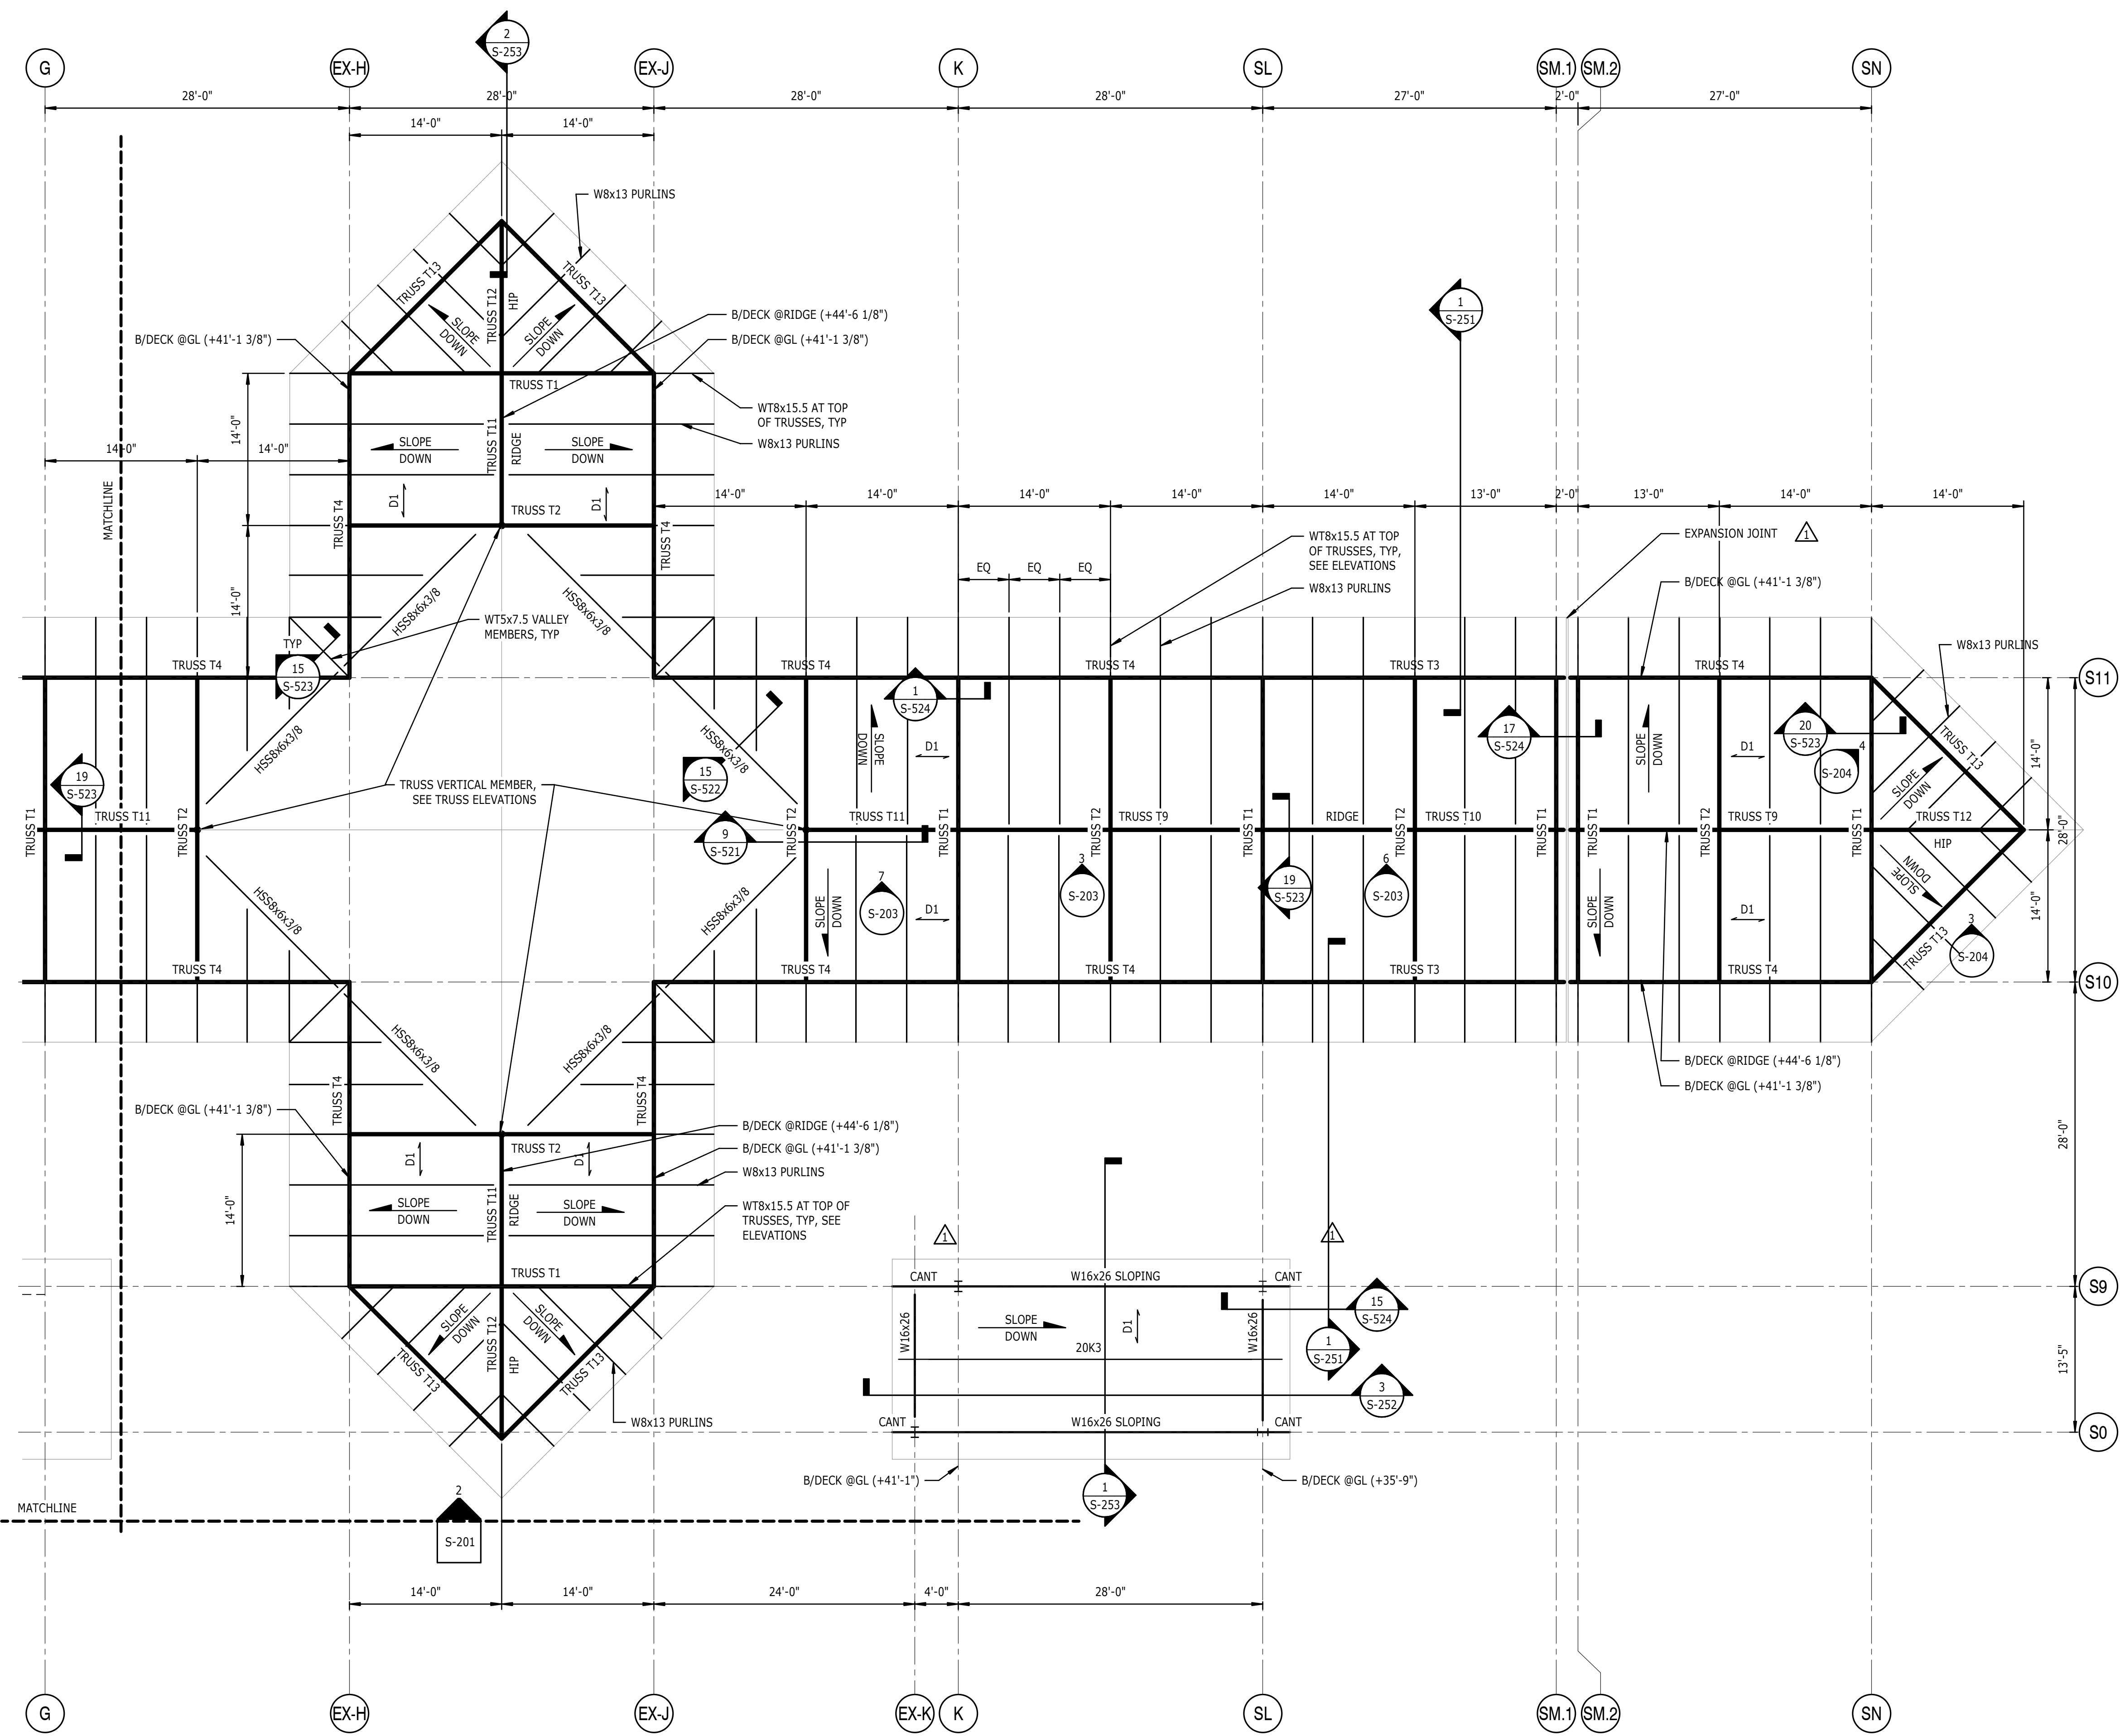 2
S-253
G
EX-H
EX-J
K
SL
SM.1
SM.2
SN
28'-0"
28'-0"
28'-0"
28'-0"
27'-0"
2'-0"
27'-0"
14'-0"
14'-0"
W8x13 PURLINS
TRUSS T13
TRUSS T13
TRUSS T12
HIP
SLOPE
DOWN
SLOPE
DOWN
B/DECK @RIDGE (+44'-6 1/8")
B/DECK @GL (+41'-1 3/8")
B/DECK @GL (+41'-1 3/8")
1
S-251
TRUSS T1
WT8x15.5 AT TOP
OF TRUSSES, TYP
W8x13 PURLINS
14'-0"
TRUSS T11
RIDGE
SLOPE
DOWN
SLOPE
DOWN
14'-0"
14'-0"
MATCHLINE
D1
D1
TRUSS T2
TRUSS T4
TRUSS T4
14'-0"
14'-0"
14'-0"
14'-0"
14'-0"
13'-0"
2'-0"
13'-0"
14'-0"
14'-0"
WT8x15.5 AT TOP
OF TRUSSES, TYP,
SEE ELEVATIONS
EXPANSION JOINT
1
EQ
EQ
EQ
B/DECK @GL (+41'-1 3/8")
W8x13 PURLINS
14'-0"
HSS8x6x3/8
HSS8x6x3/8
WT5x7.5 VALLEY
MEMBERS, TYP
TYP
15
S-523
W8x13 PURLINS
TRUSS T4
TRUSS T4
TRUSS T4
TRUSS T3
TRUSS T4
S11
1
S-524
17
S-524
20
S-523
4
S-204
TRUSS T13
14'-0"
HSS8x6x3/8
HSS8x6x3/8
SLOPE
DOWN
D1
SLOPE
DOWN
D1
SLOPE
DOWN
15
S-522
19
S-523
TRUSS VERTICAL MEMBER,
SEE TRUSS ELEVATIONS
TRUSS T1
TRUSS T11
TRUSS T2
TRUSS T2
TRUSS T11
TRUSS T1
TRUSS T2
TRUSS T9
TRUSS T1
RIDGE
TRUSS T2
TRUSS T10
TRUSS T1
TRUSS T1
TRUSS T2
TRUSS T9
TRUSS T1
TRUSS T12
HIP
28'-0"
9
S-521
7
S-203
3
S-203
19
S-523
6
S-203
SLOPE
DOWN
D1
SLOPE
DOWN
D1
SLOPE
DOWN
14'-0"
HSS8x6x3/8
HSS8x6x3/8
TRUSS T13
3
S-204
TRUSS T4
TRUSS T4
TRUSS T4
TRUSS T3
TRUSS T4
S10
HSS8x6x3/8
HSS8x6x3/8
B/DECK @RIDGE (+44'-6 1/8")
B/DECK @GL (+41'-1 3/8")
TRUSS T4
TRUSS T4
B/DECK @GL (+41'-1 3/8")
B/DECK @RIDGE (+44'-6 1/8")
B/DECK @GL (+41'-1 3/8")
W8x13 PURLINS
28'-0"
TRUSS T2
D1
D1
14'-0"
TRUSS T11
RIDGE
SLOPE
DOWN
SLOPE
DOWN
WT8x15.5 AT TOP OF
TRUSSES, TYP, SEE
ELEVATIONS
1
1
TRUSS T1
CANT
W16x26 SLOPING
CANT
S9
15
S-524
SLOPE
DOWN
SLOPE
DOWN
TRUSS T12
HIP
TRUSS T13
TRUSS T13
W16x26
SLOPE
DOWN
D1
W16x26
20K3
1
S-251
3
S-252
13'-5"
W8x13 PURLINS
CANT
W16x26 SLOPING
CANT
S0
B/DECK @GL (+41'-1")
B/DECK @GL (+35'-9")
1
S-253
MATCHLINE
2
S-201
14'-0"
14'-0"
24'-0"
4'-0"
28'-0"
G
EX-H
EX-J
EX-K
K
SL
SM.1
SM.2
SN